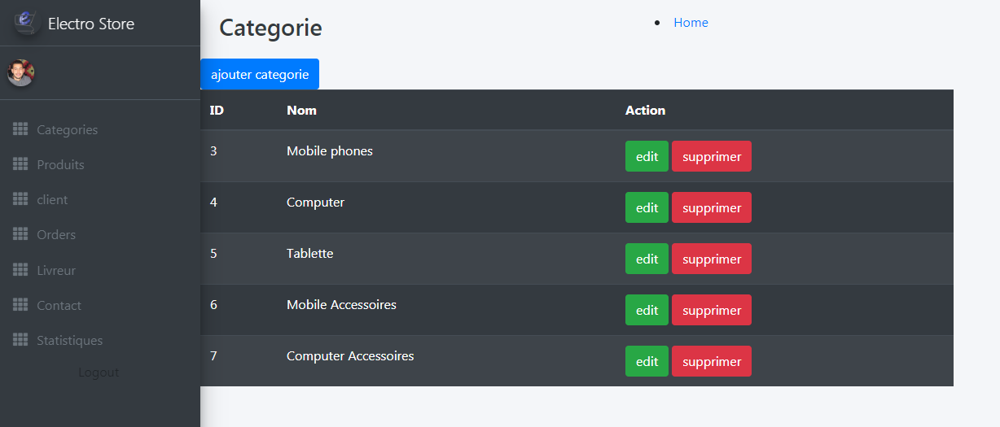 Electro Store
Categories
Produits
client
Orders
Livreur
Contact
Statistiques
Logout
Categorie
Home
ajouter categorie
ID Nom Action
3 Mobile phones edit supprimer
4 Computer edit supprimer
5 Tablette edit supprimer
6 Mobile Accessoires edit supprimer
7 Computer Accessoires edit supprimer